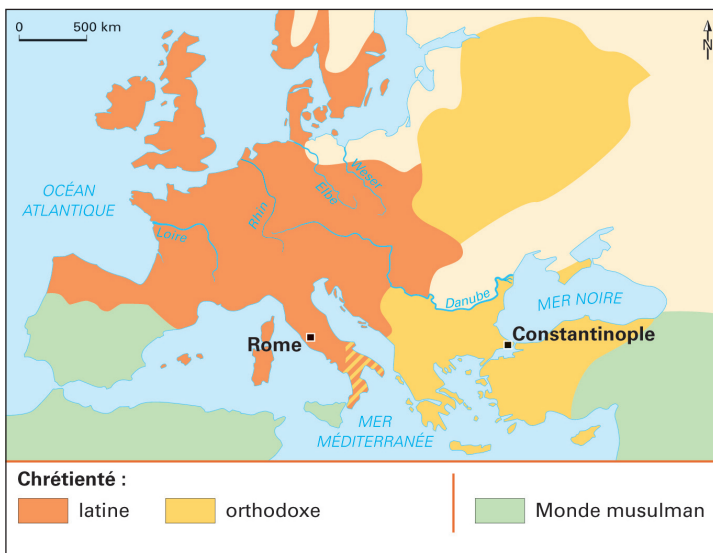 0 500 km
N
OCÉAN
ATLANTIQUE
Loire
Rhin
Elbe
Weser
Danube
MER NOIRE
Rome
Constantinople
MER
MÉDITERRANÉE
Chrétienté :
latine
orthodoxe
Monde musulman